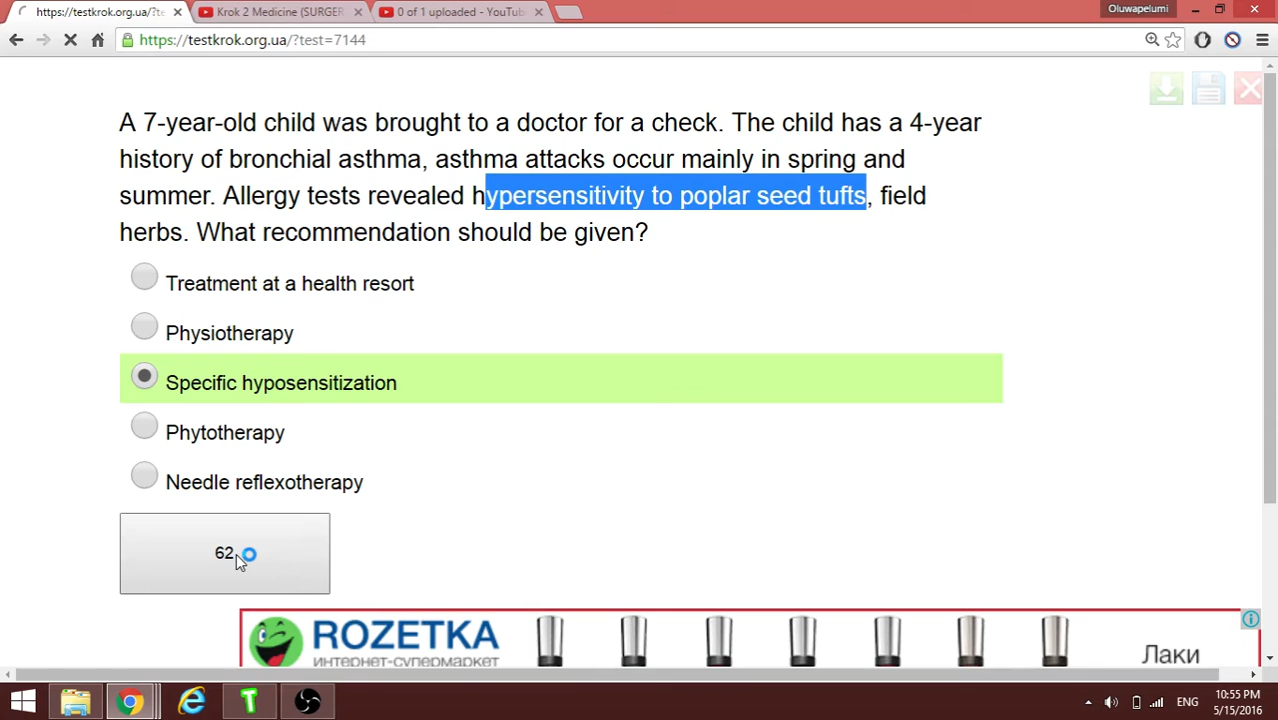 https://testkrok.org.ua/?te
Krok 2 Medicine (SURGER
0 of 1 uploaded - YouTub
Oluwapelumi
https://testkrok.org.ua/?test=7144
A 7-year-old child was brought to a doctor for a check. The child has a 4-year
history of bronchial asthma, asthma attacks occur mainly in spring and
summer. Allergy tests revealed hypersensitivity to poplar seed tufts, field
herbs. What recommendation should be given?
Treatment at a health resort
Physiotherapy
Specific hyposensitization
Phytotherapy
Needle reflexotherapy
62
ROZETKA
ИНТЕРНЕТ-СУПЕРМАРКЕТ
Лаки
ENG
10:55 PM
5/15/2016